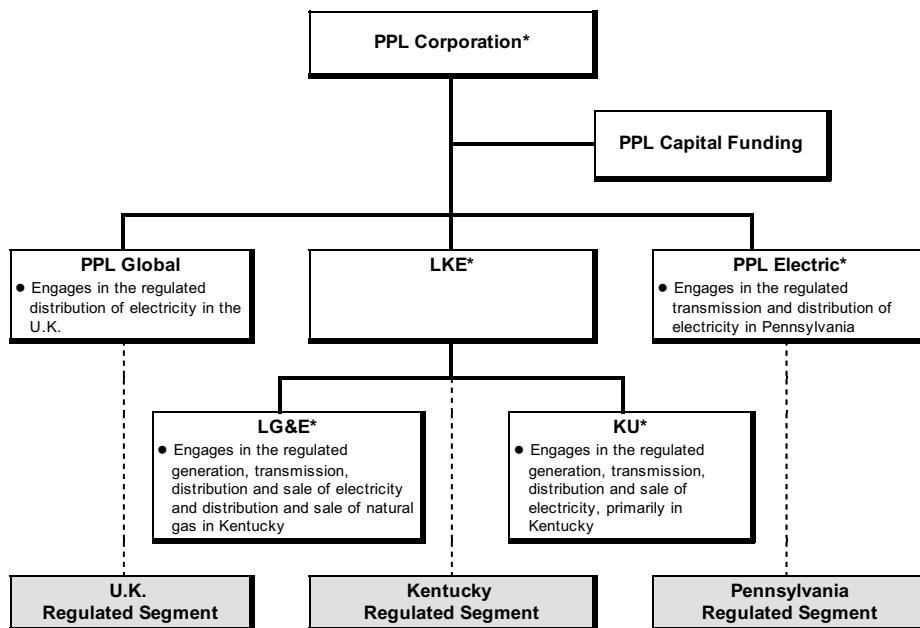 PPL Corporation*
PPL Capital Funding
PPL Global
● Engages in the regulated
distribution of electricity in the
U.K.
LKE*
PPL Electric*
● Engages in the regulated
transmission and distribution of
electricity in Pennsylvania
LG&E*
● Engages in the regulated
generation, transmission,
distribution and sale of electricity
and distribution and sale of natural
gas in Kentucky
KU*
● Engages in the regulated
generation, transmission,
distribution and sale of
electricity, primarily in
Kentucky
U.K.
Regulated Segment
Kentucky
Regulated Segment
Pennsylvania
Regulated Segment